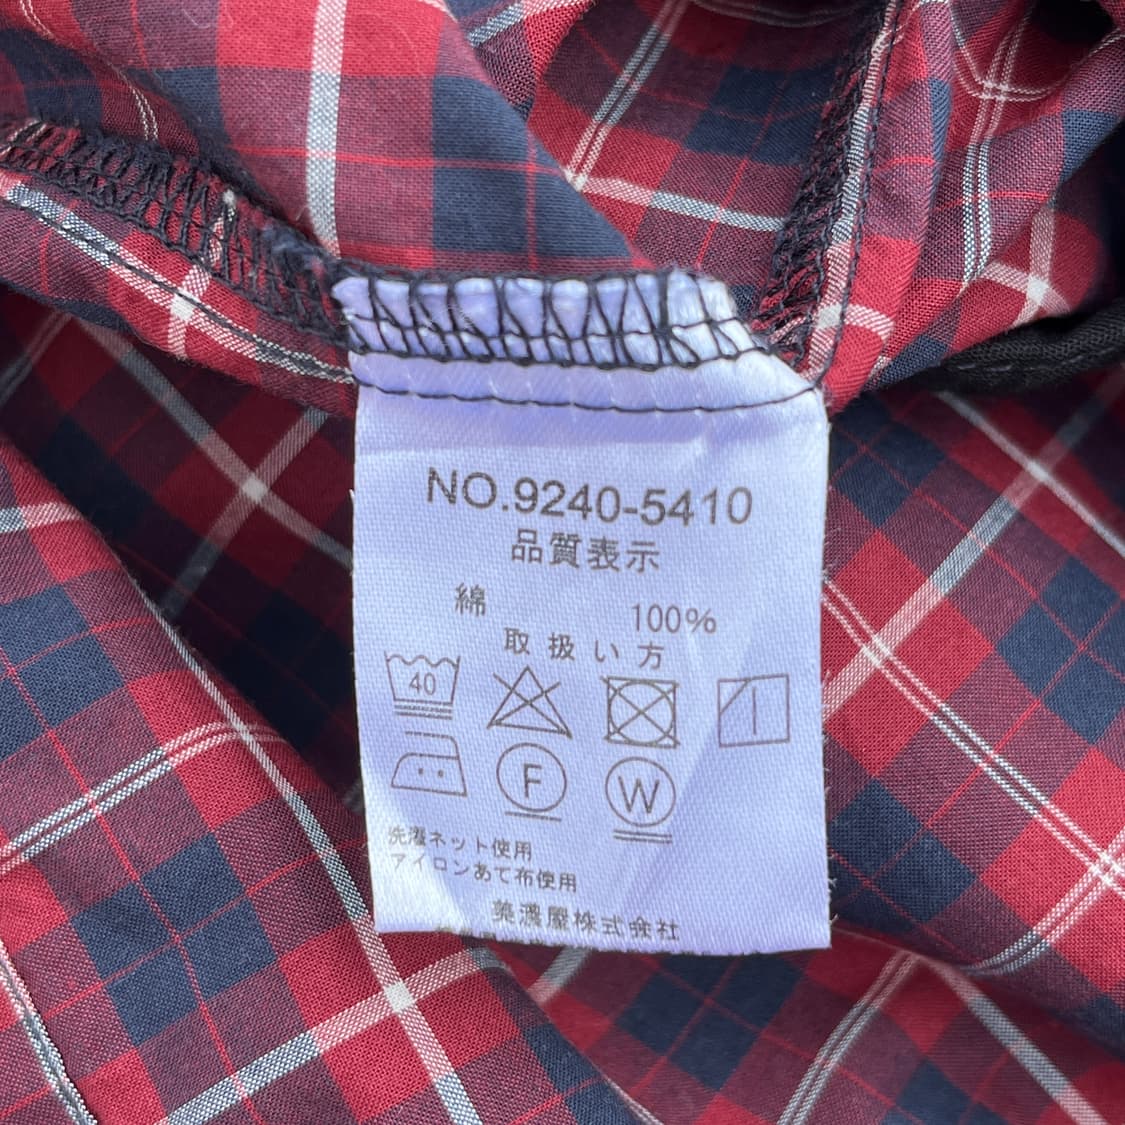 NO.9240-5410
品質表示
綿 100%
取扱い方
40
F W
洗濯ネット使用
アイロンあて布使用
美濃屋株式会社